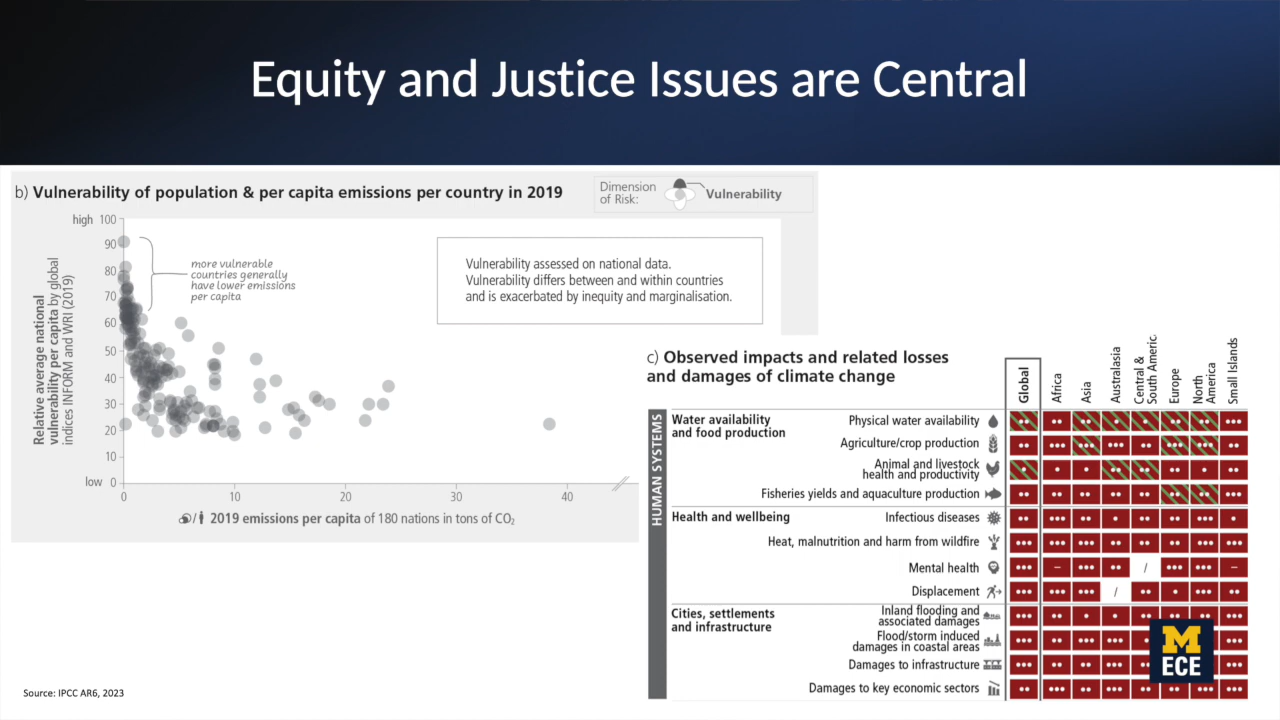 Equity and Justice Issues are Central
b) Vulnerability of population & per capita emissions per country in 2019
Dimension
of Risk:
Vulnerability
high 100
90
80
70
60
50
40
30
20
10
low 0
0
10
20
30
40
Relative average national
vulnerability per capita by global
indices INFORM and WRI (2019)
more vulnerable
countries generally
have lower emissions
per capita
Vulnerability assessed on national data.
Vulnerability differs between and within countries
and is exacerbated by inequity and marginalisation.
/ 2019 emissions per capita of 180 nations in tons of CO₂
c) Observed impacts and related losses
and damages of climate change
Global
Africa
Asia
Australasia
Central &
South America
Europe
North
America
Small Islands
HUMAN SYSTEMS
Water availability
and food production
Physical water availability
Agriculture/crop production
Animal and livestock
health and productivity
Fisheries yields and aquaculture production
Health and wellbeing
Infectious diseases
Heat, malnutrition and harm from wildfire
Mental health
Displacement
Cities, settlements
and infrastructure
Inland flooding and
associated damages
Flood/storm induced
damages in coastal areas
Damages to infrastructure
Damages to key economic sectors
M
ECE
Source: IPCC AR6, 2023